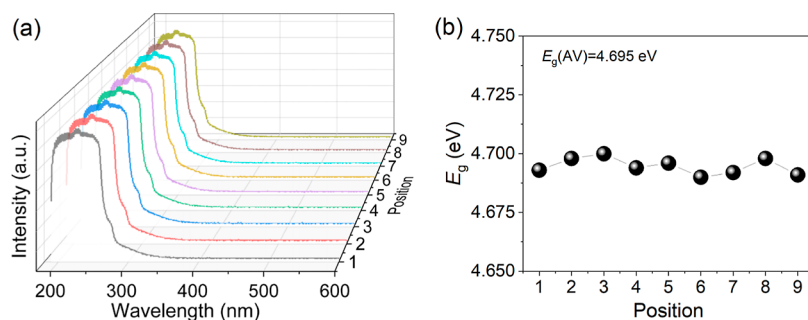 (a)
Intensity (a.u.)
200 300 400 500 600
Wavelength (nm)
1 2 3 4 5 6 7 8 9
Position
(b)
4.750
4.725
4.700
4.675
4.650
E_g (eV)
E_g(AV)=4.695 eV
1 2 3 4 5 6 7 8 9
Position